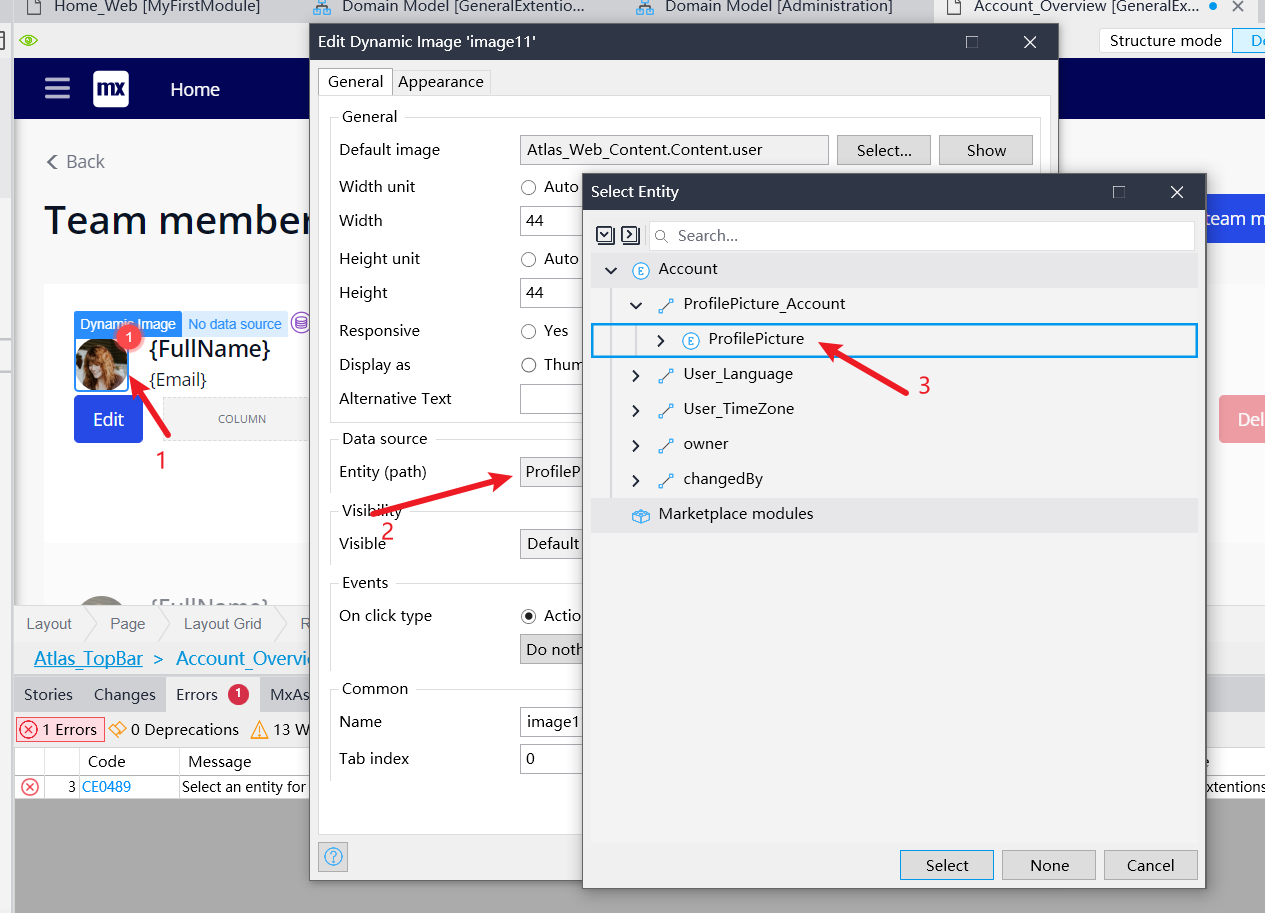 Home_Web [MyFirstModule]
Domain Model [GeneralExtentio...
Domain Model [Administration]
Account_Overview [GeneralEx...
Structure mode
Edit Dynamic Image 'image11'
mx
Home
General
Appearance
General
Default image
Atlas_Web_Content.Content.user
Select...
Show
Back
Width unit
Auto
Select Entity
Team member
Width
44
team m
Search...
Height unit
Auto
Account
Height
44
ProfilePicture_Account
Dynamic Image
No data source
1
Responsive
Yes
ProfilePicture
{FullName}
{Email}
Display as
Thum
User_Language
3
Alternative Text
User_TimeZone
Edit
COLUMN
Del
Data source
owner
1
Entity (path)
ProfileP
changedBy
Visibility
Marketplace modules
2
Visible
Default
Events
{FullName}
On click type
Actio
Layout
Page
Layout Grid
R
Do noth
Atlas_TopBar
>
Account_Overvi
Common
Stories
Changes
Errors
1
MxAs
Name
image1
1 Errors
0 Deprecations
13 W
Tab index
0
Code
Message
3
CE0489
Select an entity for
xtentions
Select
None
Cancel